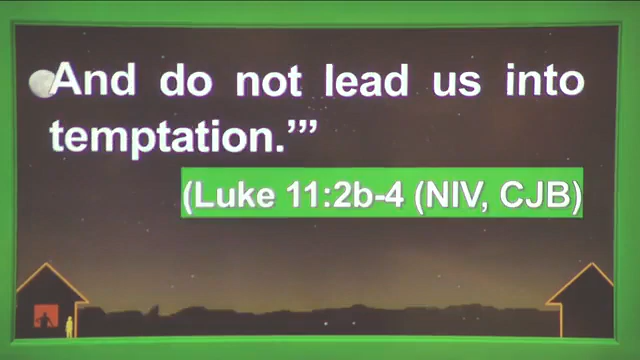 And do not lead us into
temptation.’”
(Luke 11:2b-4 (NIV, CJB)